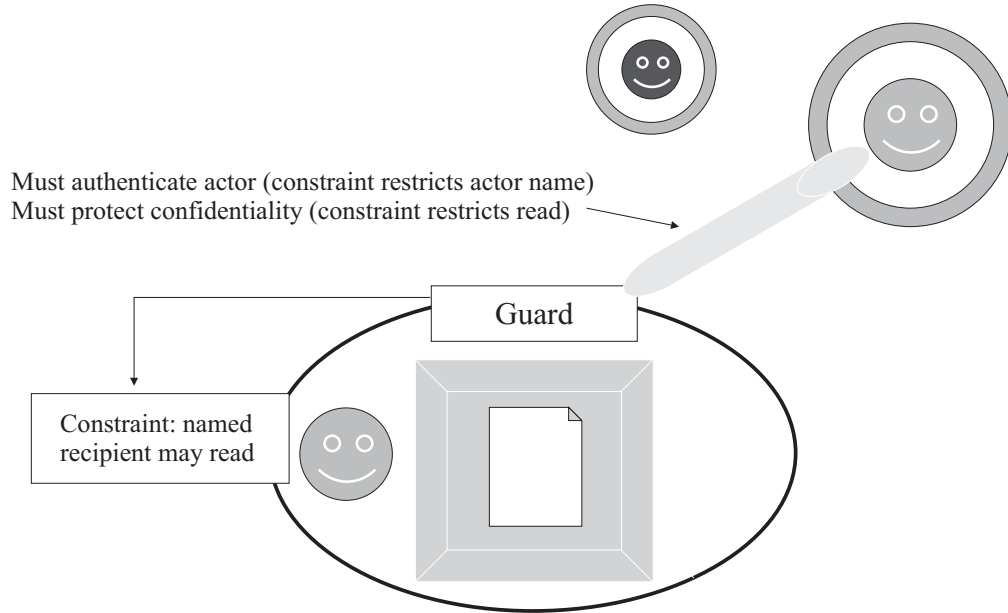 Must authenticate actor (constraint restricts actor name)
Must protect confidentiality (constraint restricts read)
Guard
Constraint: named
recipient may read